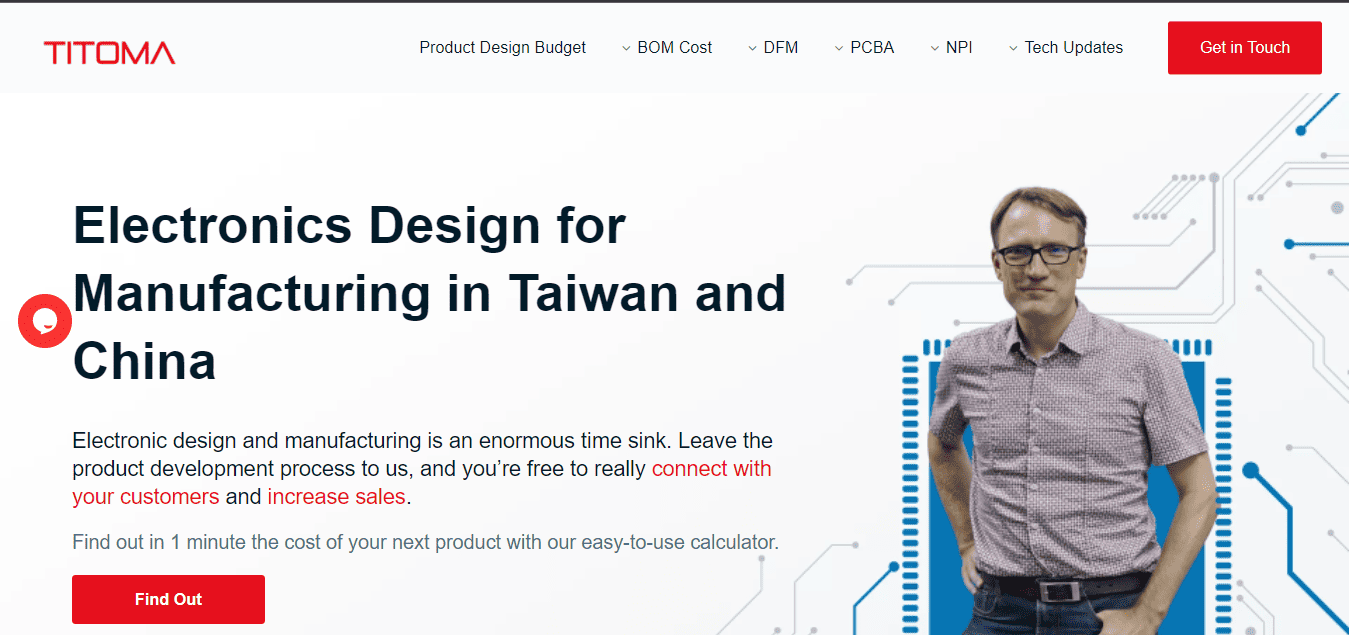 TITOMA
Product Design Budget
BOM Cost
DFM
PCBA
NPI
Tech Updates
Get in Touch
Electronics Design for
Manufacturing in Taiwan and
China
Electronic design and manufacturing is an enormous time sink. Leave the
product development process to us, and you’re free to really connect with
your customers and increase sales.
Find out in 1 minute the cost of your next product with our easy-to-use calculator.
Find Out